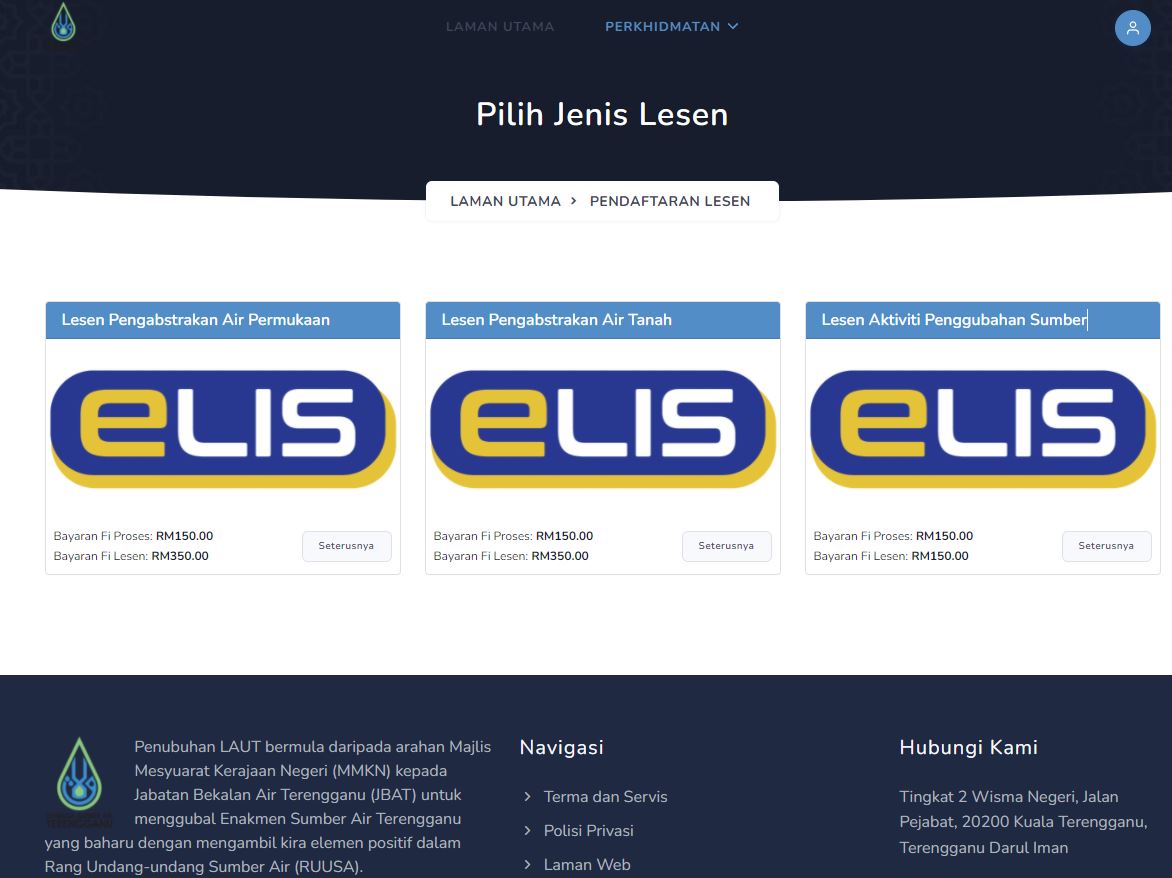 LAMAN UTAMA
PERKHIDMATAN
Pilih Jenis Lesen
LAMAN UTAMA > PENDAFTARAN LESEN
Lesen Pengabstrakan Air Permukaan
eLIS
Bayaran Fi Proses: RM150.00
Bayaran Fi Lesen: RM350.00
Seterusnya
Lesen Pengabstrakan Air Tanah
eLIS
Bayaran Fi Proses: RM150.00
Bayaran Fi Lesen: RM350.00
Seterusnya
Lesen Aktiviti Penggubahan Sumber
eLIS
Bayaran Fi Proses: RM150.00
Bayaran Fi Lesen: RM150.00
Seterusnya
TERENGGANU
Penubuhan LAUT bermula daripada arahan Majlis
Mesyuarat Kerajaan Negeri (MMKN) kepada
Jabatan Bekalan Air Terengganu (JBAT) untuk
menggubal Enakmen Sumber Air Terengganu
yang baharu dengan mengambil kira elemen positif dalam
Rang Undang-undang Sumber Air (RUUSA).
Navigasi
Terma dan Servis
Polisi Privasi
Laman Web
Hubungi Kami
Tingkat 2 Wisma Negeri, Jalan
Pejabat, 20200 Kuala Terengganu,
Terengganu Darul Iman